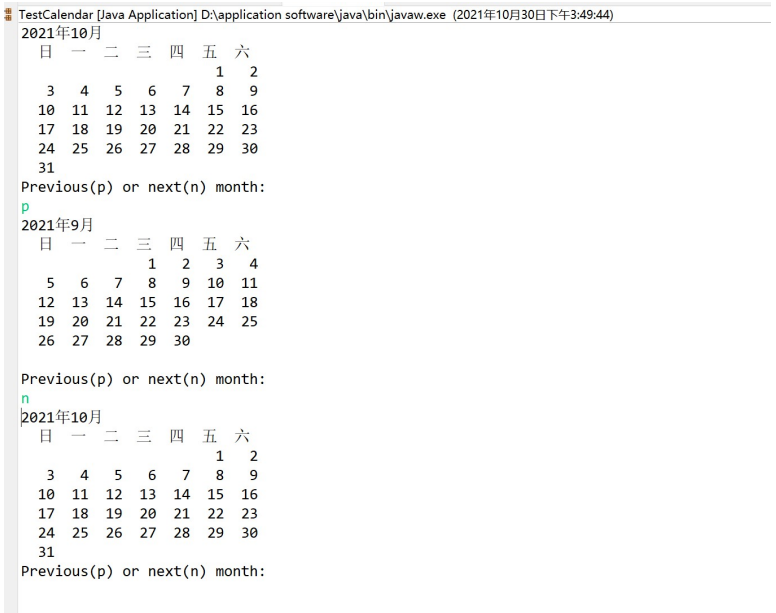 TestCalendar [Java Application] D:\application software\java\bin\javaw.exe (2021年10月30日下午3:49:44)
2021年10月
日 一 二 三 四 五 六
1 2
3 4 5 6 7 8 9
10 11 12 13 14 15 16
17 18 19 20 21 22 23
24 25 26 27 28 29 30
31
Previous(p) or next(n) month:
p
2021年9月
日 一 二 三 四 五 六
1 2 3 4
5 6 7 8 9 10 11
12 13 14 15 16 17 18
19 20 21 22 23 24 25
26 27 28 29 30
Previous(p) or next(n) month:
n
2021年10月
日 一 二 三 四 五 六
1 2
3 4 5 6 7 8 9
10 11 12 13 14 15 16
17 18 19 20 21 22 23
24 25 26 27 28 29 30
31
Previous(p) or next(n) month: